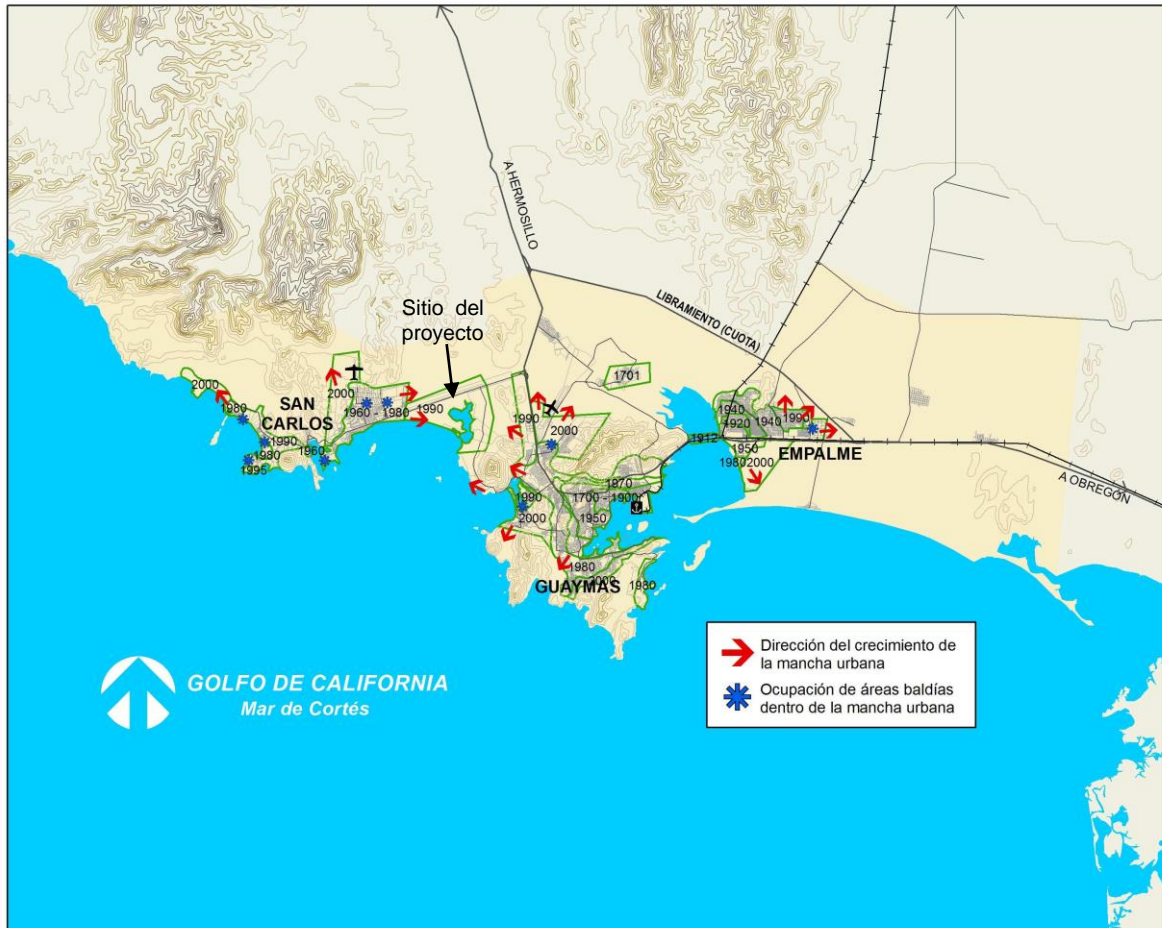 A HERMOSILLO
LIBRAMIENTO (CUOTA)
Sitio del
proyecto
1701
2000
2000
1980
SAN
CARLOS
1960 - 1980
1990
1990
1980
1995
1960
1990
2000
1940
1920
1940
1990
1912
1950
EMPALME
1980
2000
A OBREGÓN
1970
1990
1700 - 1900
2000
1950
1980
2000
1980
GUAYMAS
GOLFO DE CALIFORNIA
Mar de Cortés
Dirección del crecimiento de
la mancha urbana
Ocupación de áreas baldías
dentro de la mancha urbana